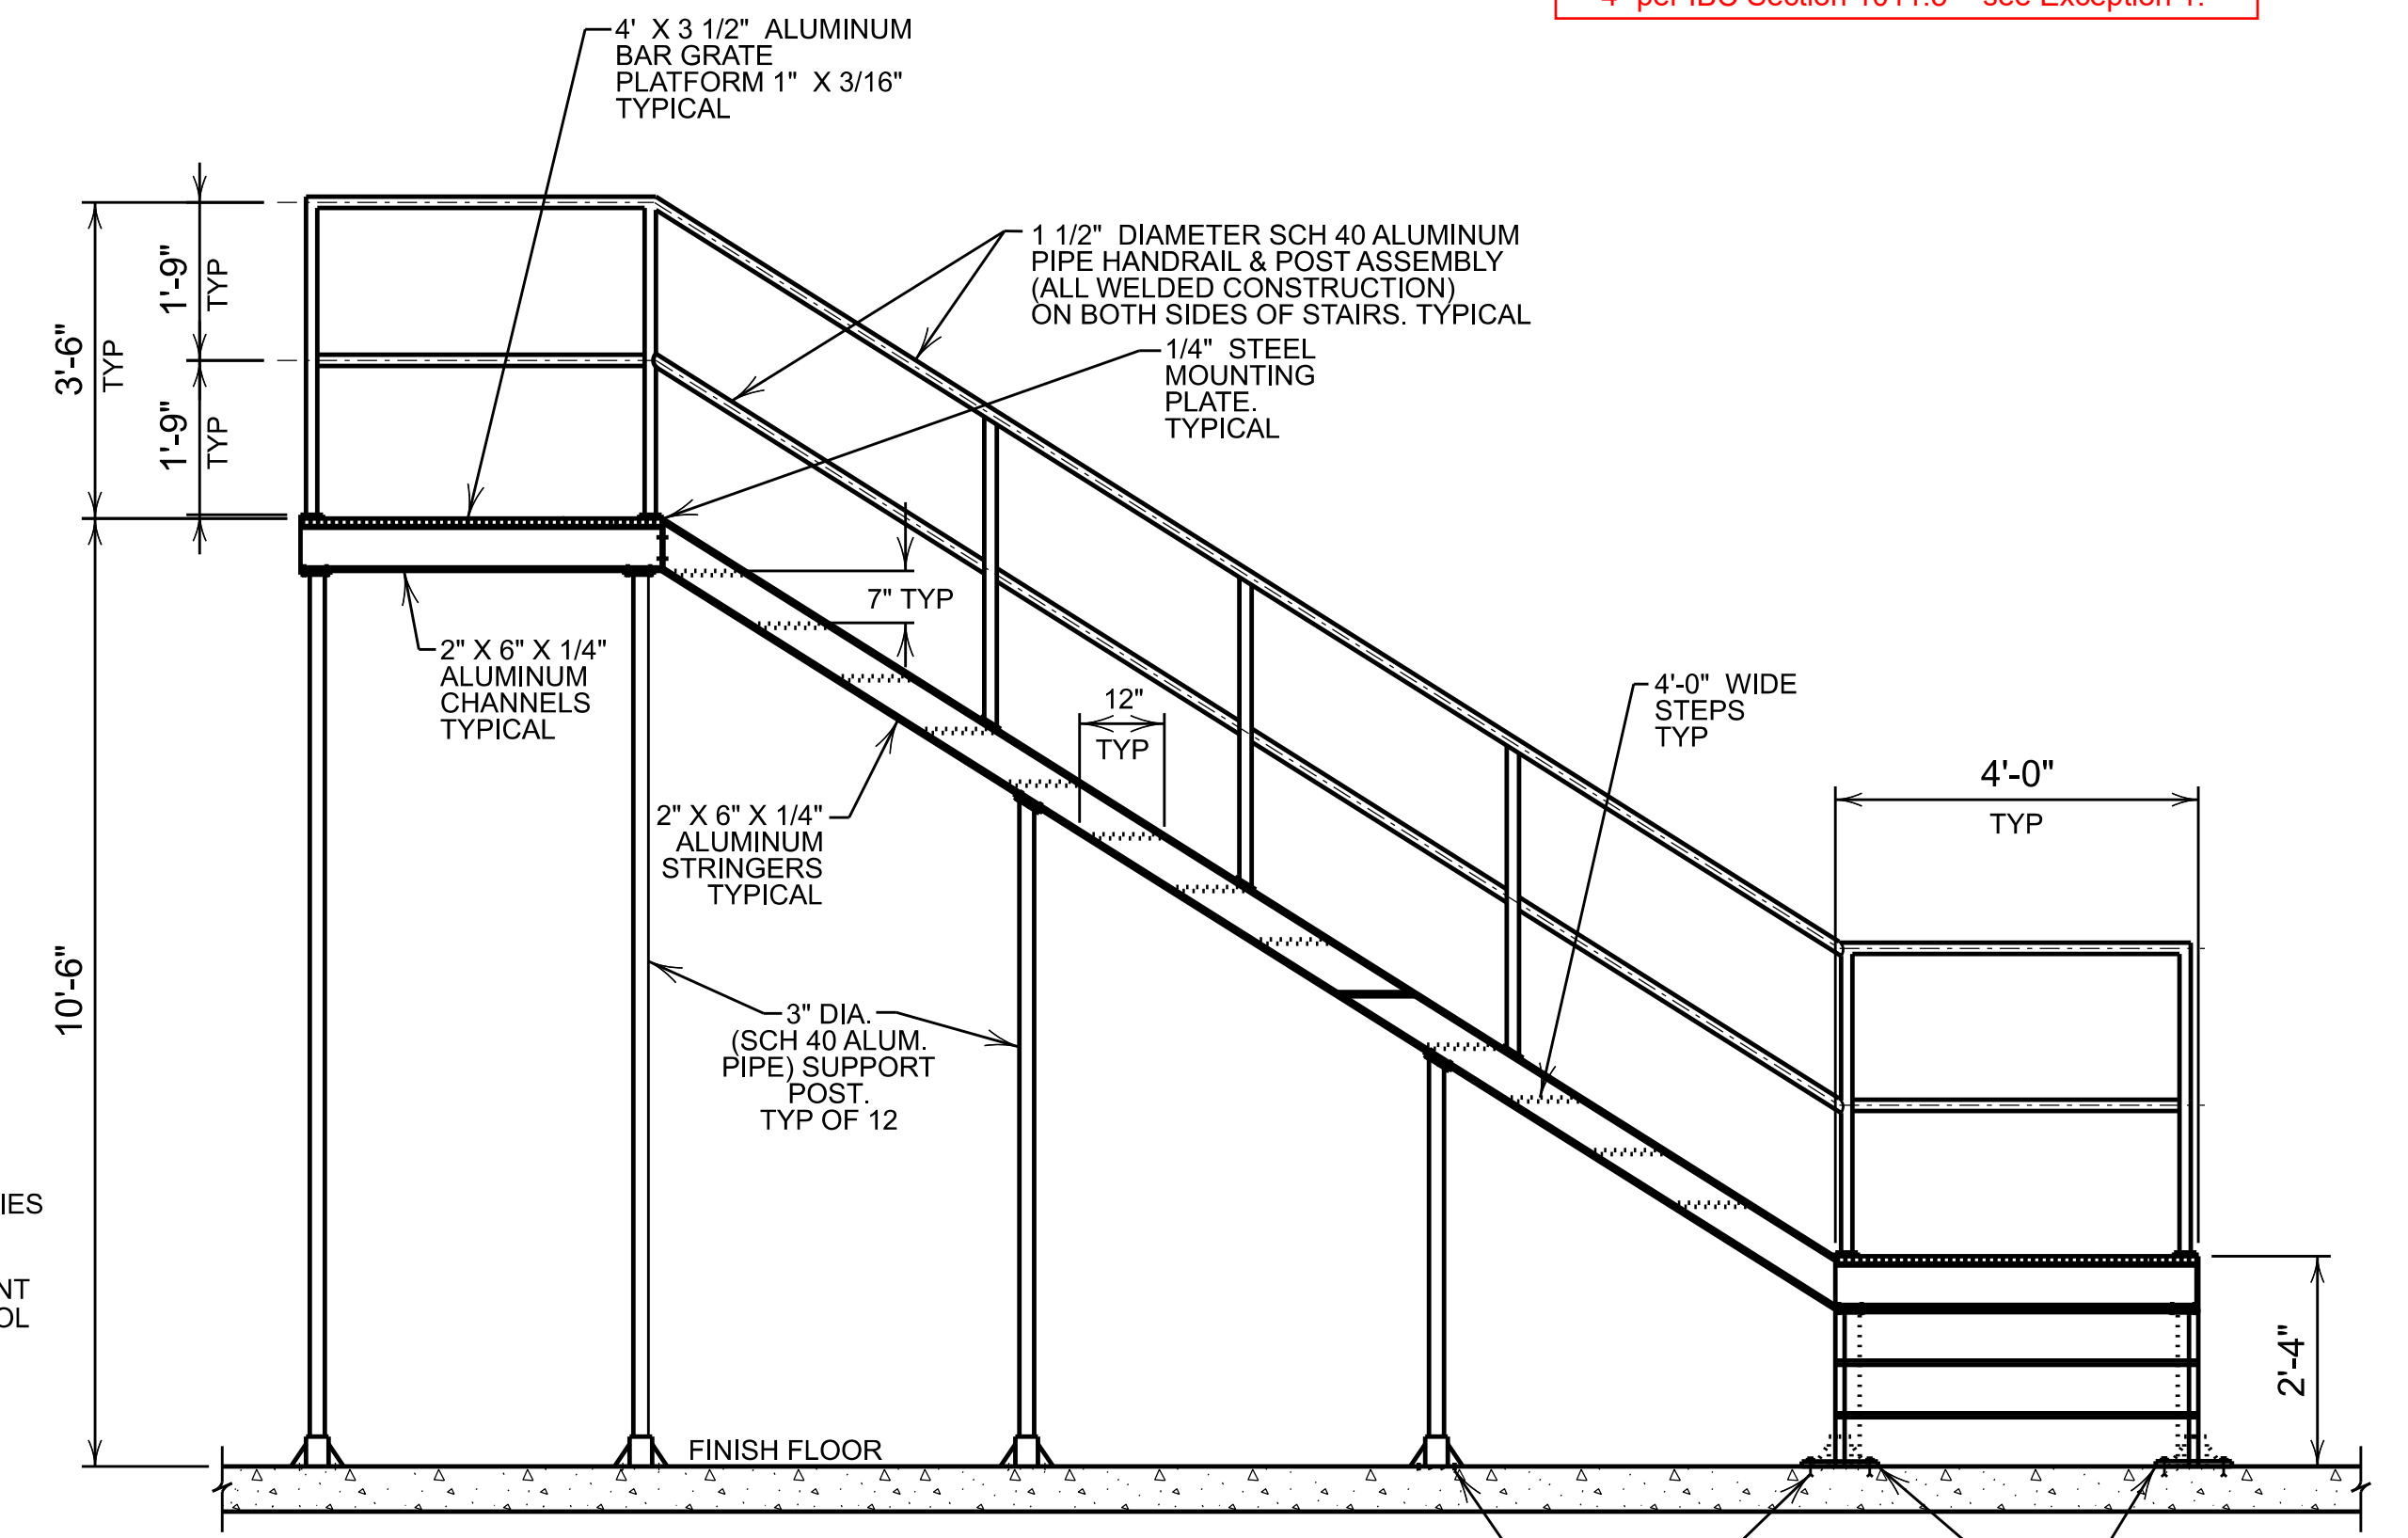 4' X 3 1/2" ALUMINUM
BAR GRATE
PLATFORM 1" X 3/16"
TYPICAL
1 1/2" DIAMETER SCH 40 ALUMINUM
PIPE HANDRAIL & POST ASSEMBLY
(ALL WELDED CONSTRUCTION)
ON BOTH SIDES OF STAIRS. TYPICAL
1/4" STEEL
MOUNTING
PLATE.
TYPICAL
3'-6"
TYP
1'-9"
TYP
1'-9"
TYP
7" TYP
2" X 6" X 1/4"
ALUMINUM
CHANNELS
TYPICAL
12"
TYP
4'-0" WIDE
STEPS
TYP
4'-0"
TYP
2" X 6" X 1/4"
ALUMINUM
STRINGERS
TYPICAL
10'-6"
3" DIA.
(SCH 40 ALUM.
PIPE) SUPPORT
POST.
TYP OF 12
IES
NT
OL
2'-4"
FINISH FLOOR